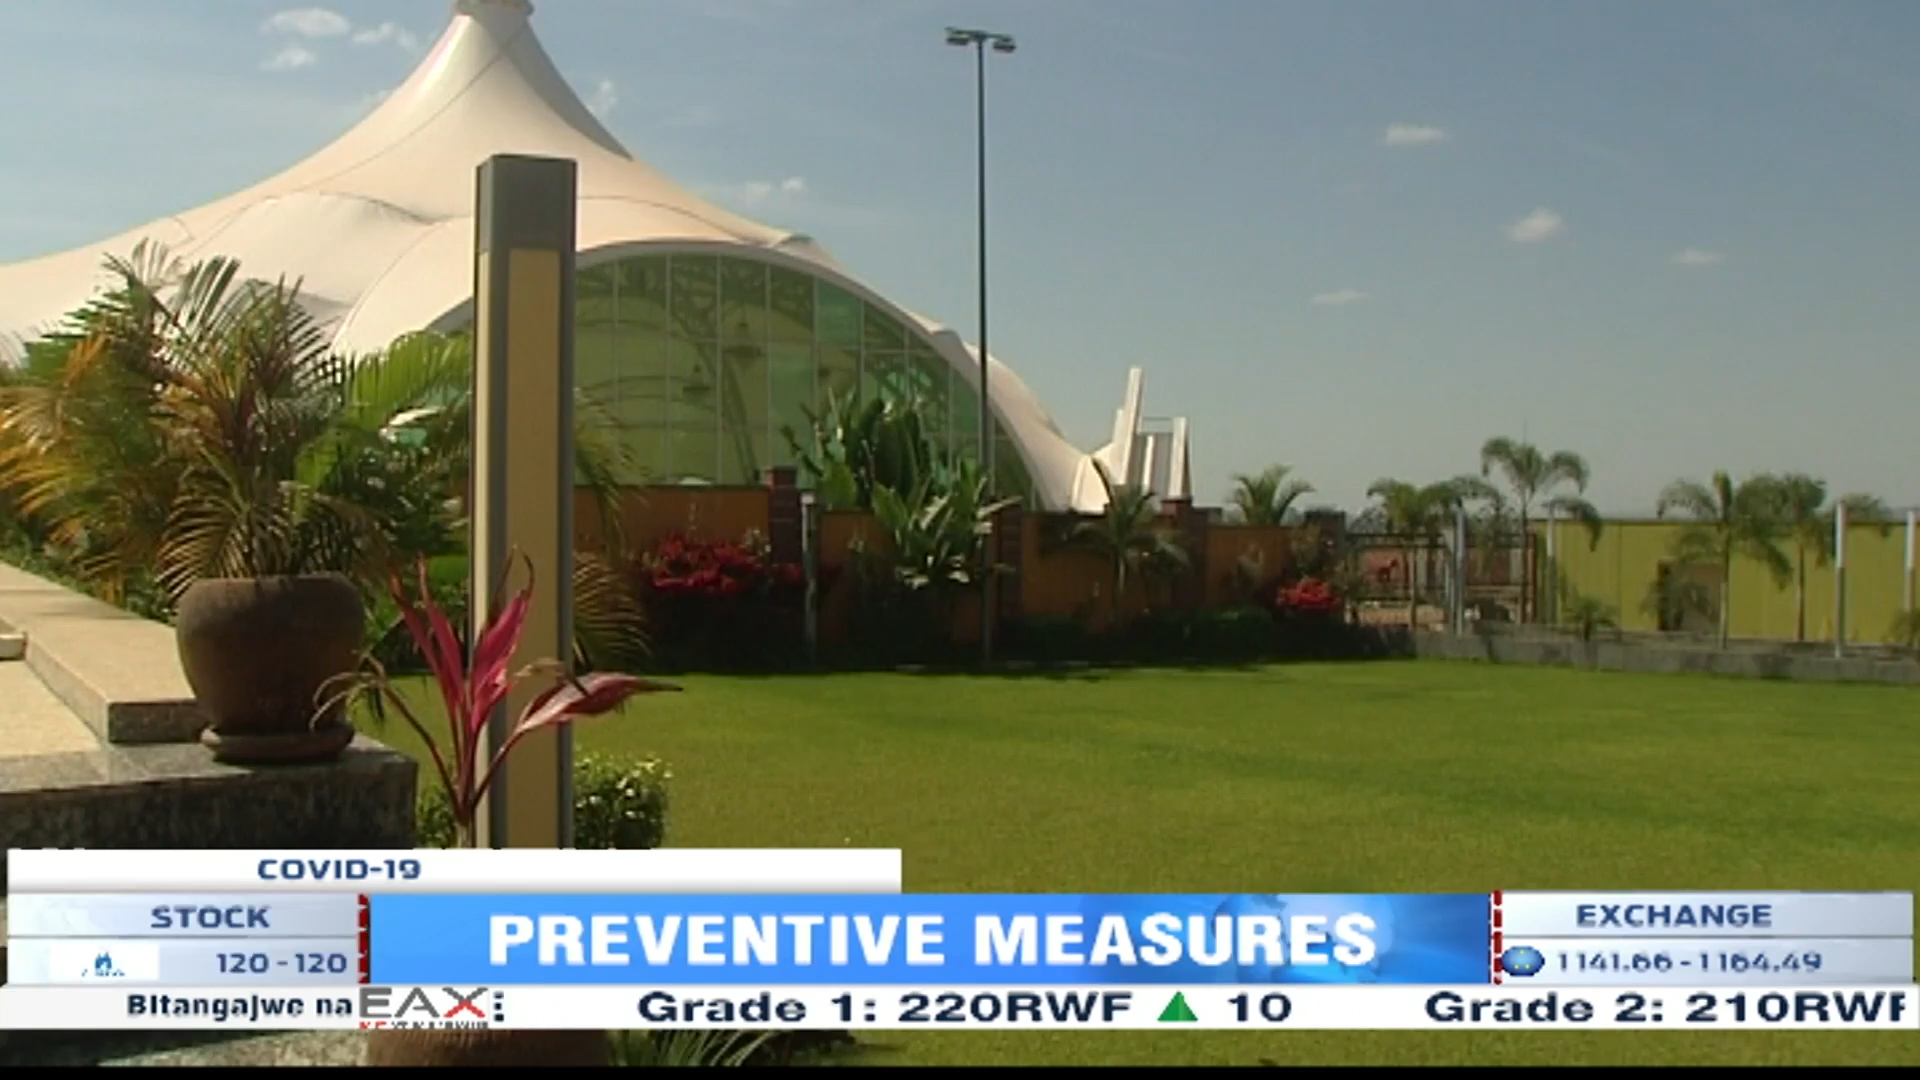 COVID-19
STOCK
PREVENTIVE MEASURES
EXCHANGE
120 - 120
1141.66 - 1164.49
Bitangajwe na EAX : Grade 1: 220RWF ▲ 10 Grade 2: 210RWF